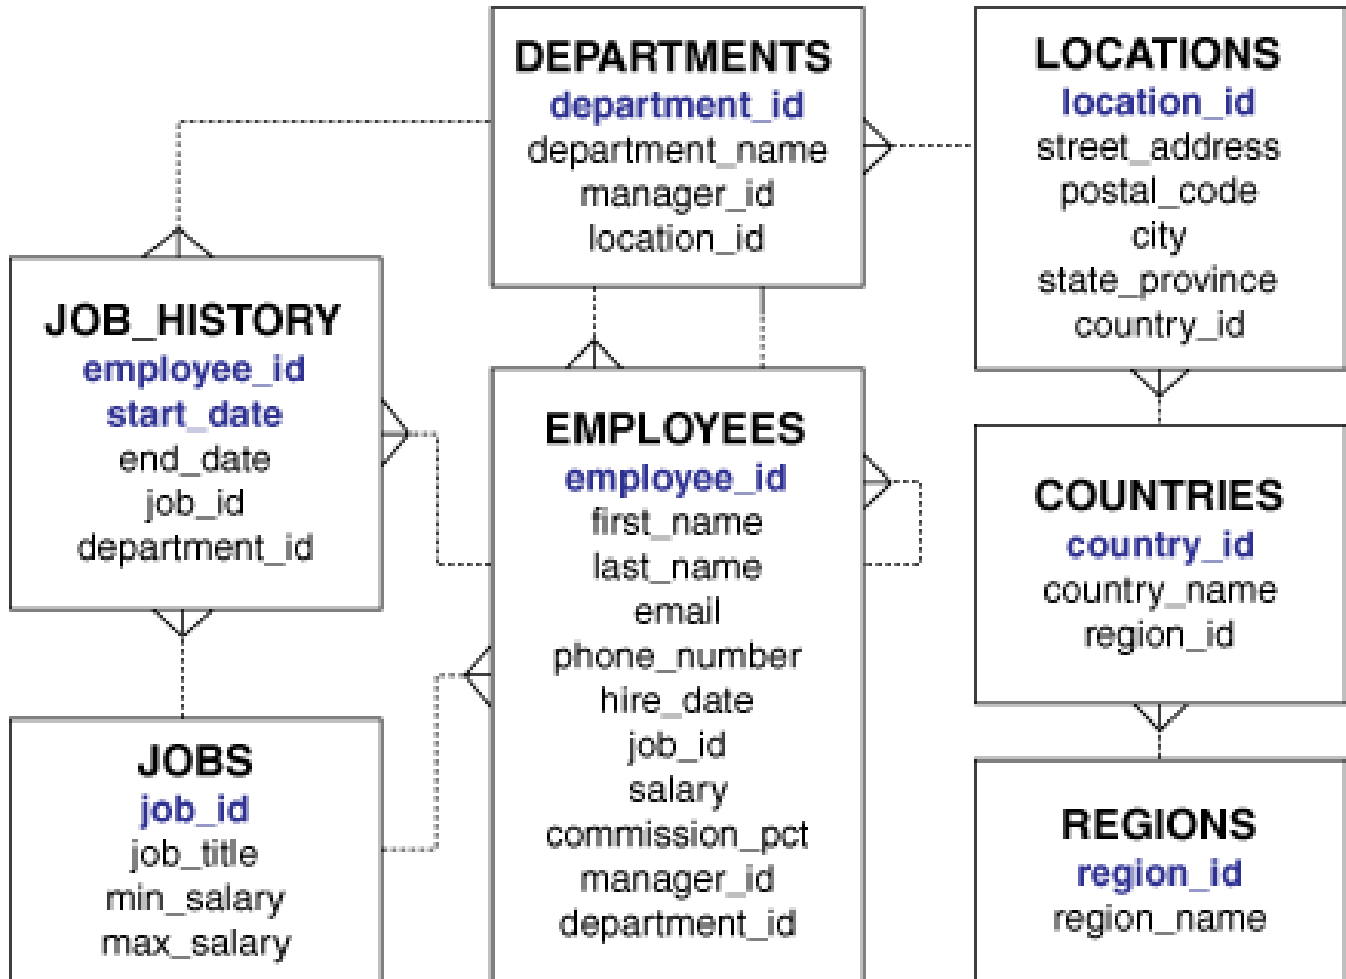 DEPARTMENTS
department_id
department_name
manager_id
location_id
LOCATIONS
location_id
street_address
postal_code
city
state_province
country_id
JOB_HISTORY
employee_id
start_date
end_date
job_id
department_id
EMPLOYEES
employee_id
first_name
last_name
email
phone_number
hire_date
job_id
salary
commission_pct
manager_id
department_id
COUNTRIES
country_id
country_name
region_id
JOBS
job_id
job_title
min_salary
max_salary
REGIONS
region_id
region_name